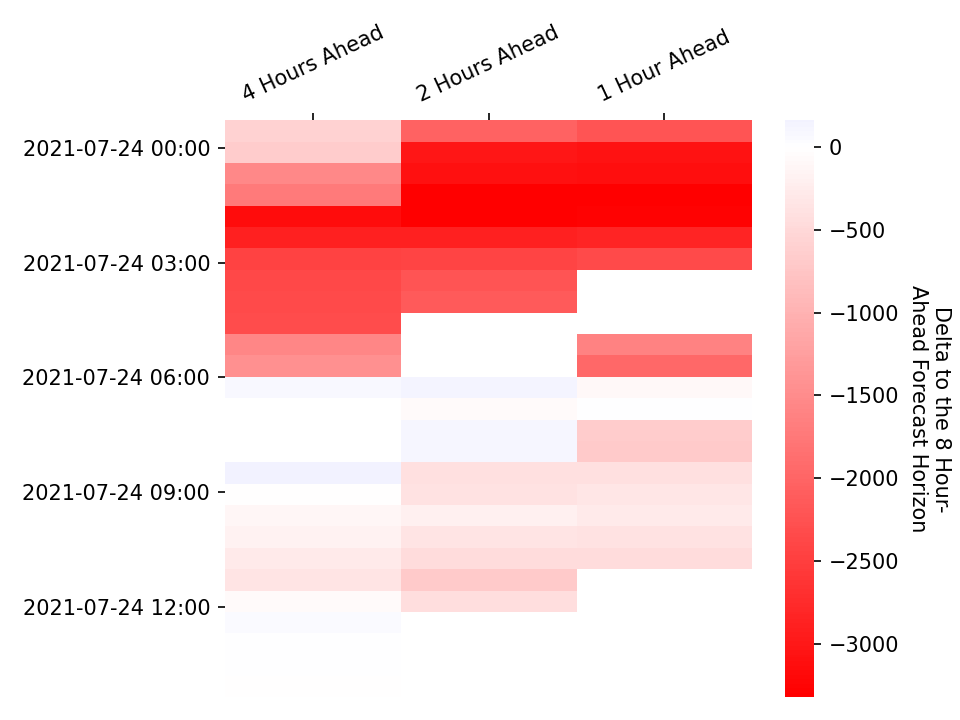 4 Hours Ahead
2 Hours Ahead
1 Hour Ahead
2021-07-24 00:00
2021-07-24 03:00
2021-07-24 06:00
2021-07-24 09:00
2021-07-24 12:00
0
−500
−1000
−1500
−2000
−2500
−3000
Delta to the 8 Hour-
Ahead Forecast Horizon